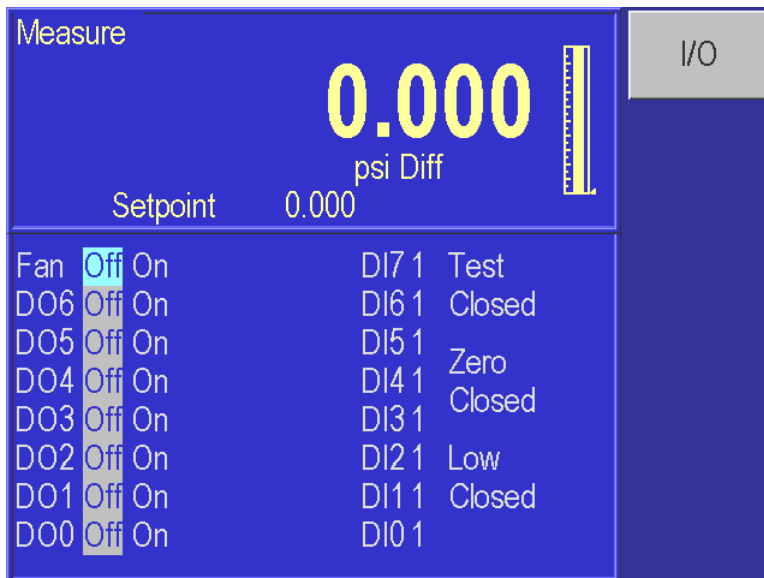 Measure
I/O
0.000
psi Diff
Setpoint 0.000
Fan Off On DI7 1 Test
DO6 Off On DI6 1 Closed
DO5 Off On DI5 1
Zero
DO4 Off On DI4 1
Closed
DO3 Off On DI3 1
DO2 Off On DI2 1 Low
DO1 Off On DI1 1 Closed
DO0 Off On DI0 1